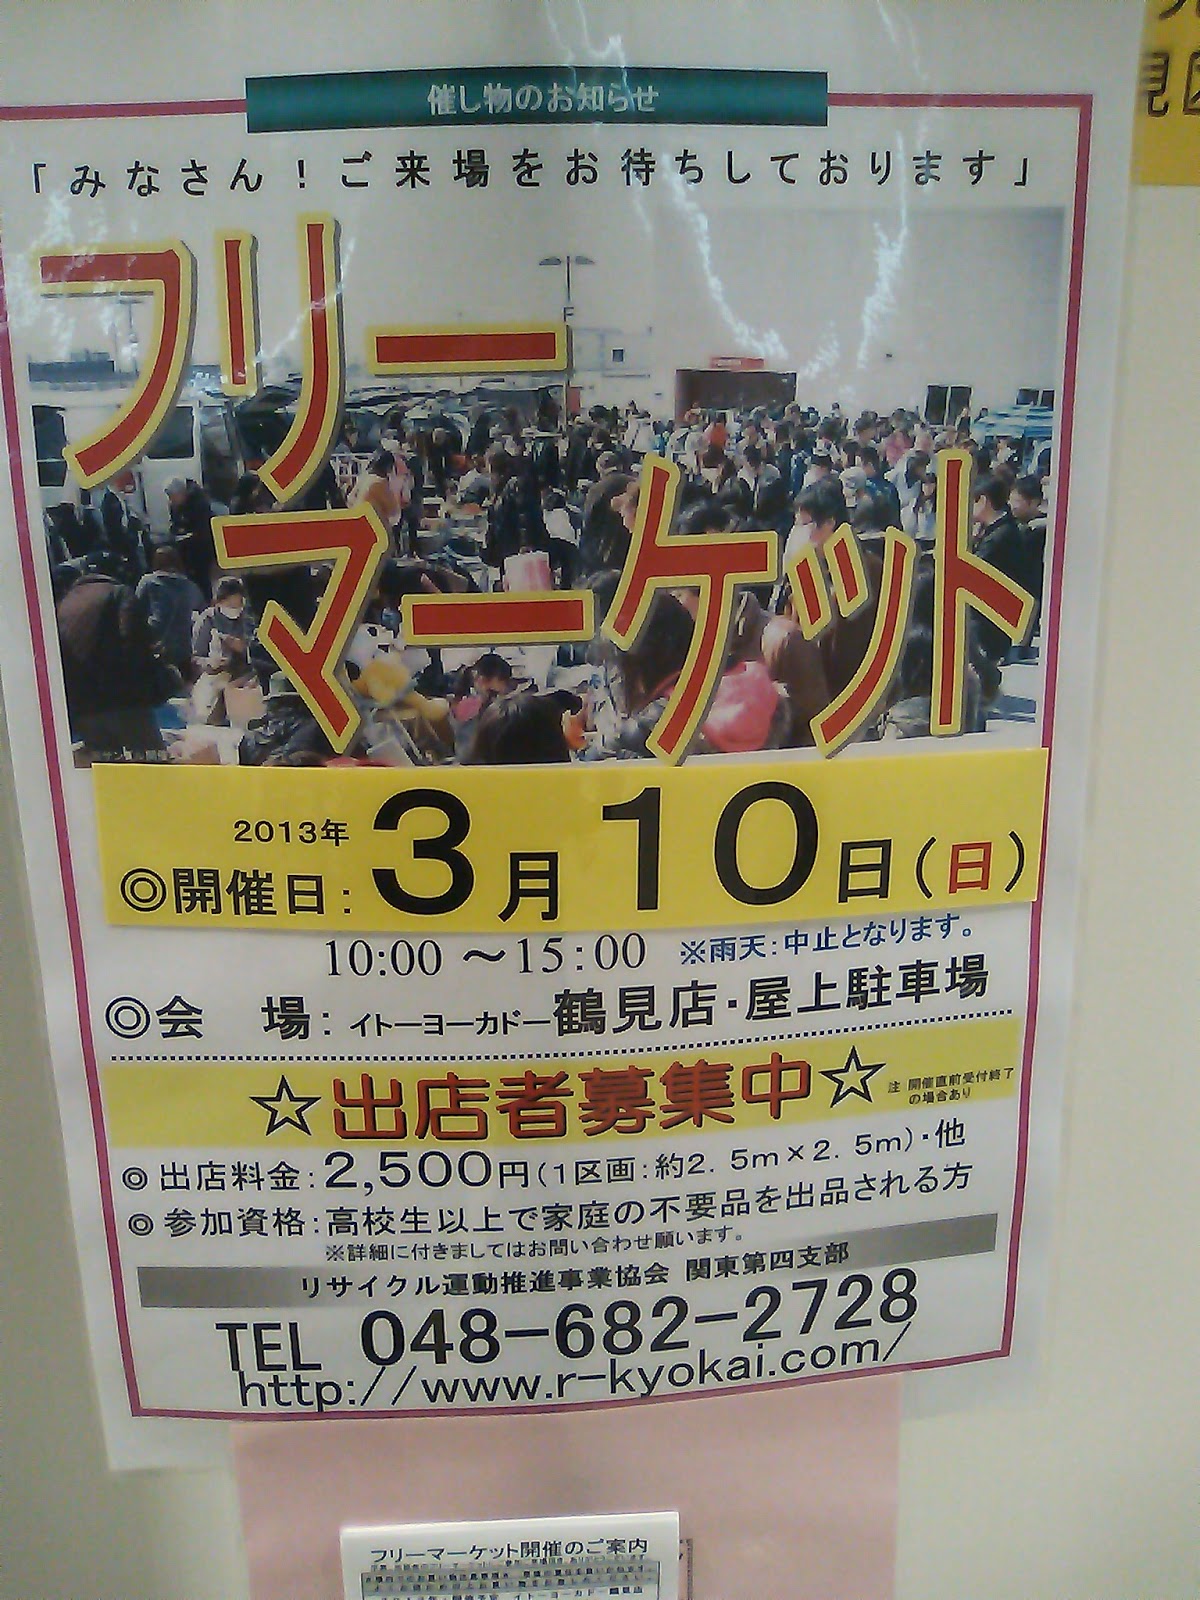 催し物のお知らせ
「みなさん！ご来場をお待ちしております」
フリー
マーケット
2013年
◎開催日：3月10日(日)
10:00 ～15：00 ※雨天：中止となります。
◎会　場：イトーヨーカドー鶴見店・屋上駐車場
☆出店者募集中☆ 注 開催直前受付終了
の場合あり
◎ 出店料金：2,500円(1区画：約2．5m×2．5m)・他
◎ 参加資格：高校生以上で家庭の不要品を出品される方
※詳細に付きましてはお問い合わせ願います。
リサイクル運動推進事業協会 関東第四支部
TEL 048-682-2728
http://www.r-kyokai.com/
フリーマーケット開催のご案内